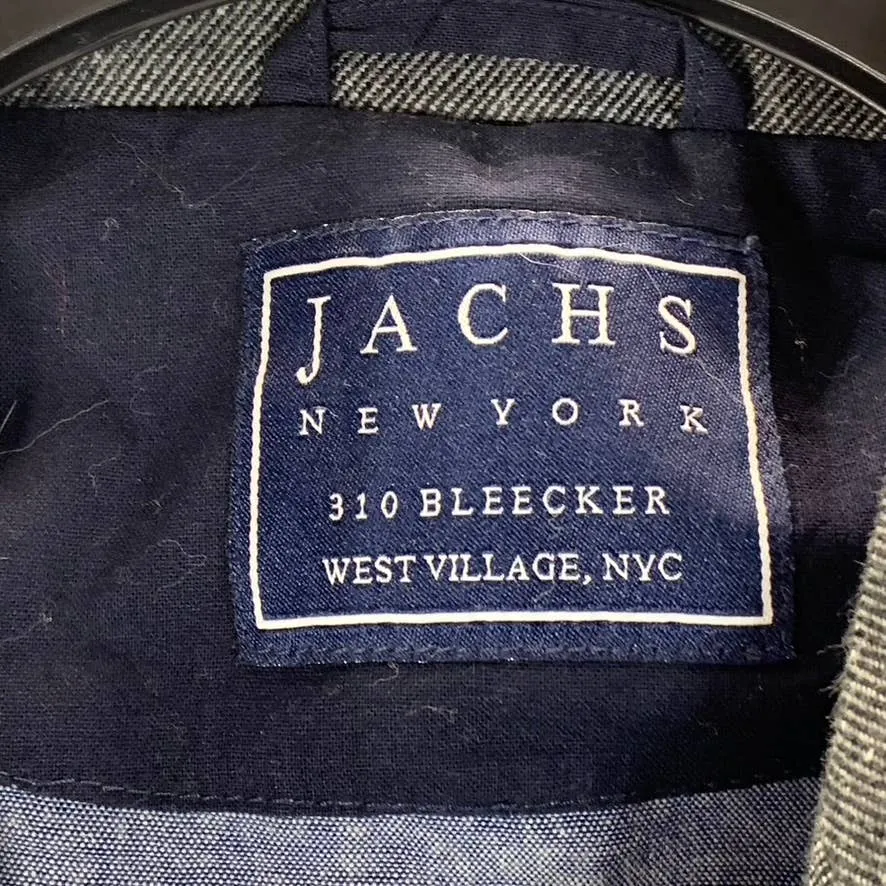 JACHS
NEW YORK
310 BLEECKER
WEST VILLAGE, NYC